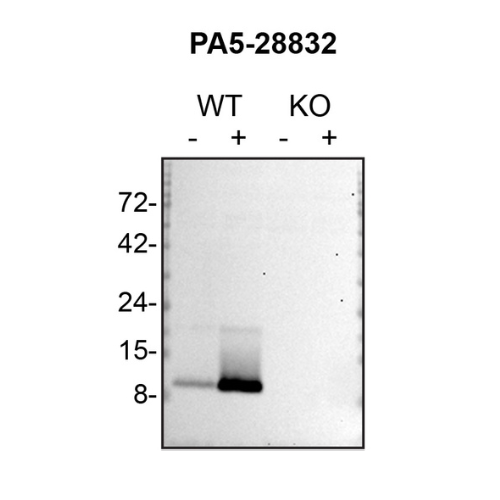 PA5-28832
WT KO
- + - +
72-
42-
24-
15-
8-